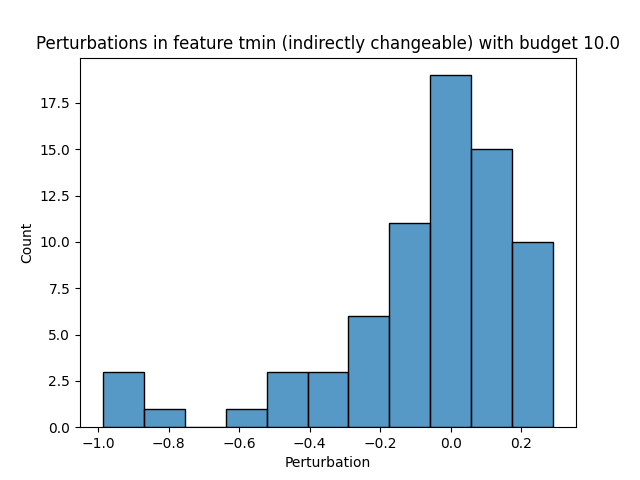 Perturbations in feature tmin (indirectly changeable) with budget 10.0
17.5
15.0
12.5
10.0
7.5
5.0
2.5
0.0
Count
−1.0 −0.8 −0.6 −0.4 −0.2 0.0 0.2
Perturbation